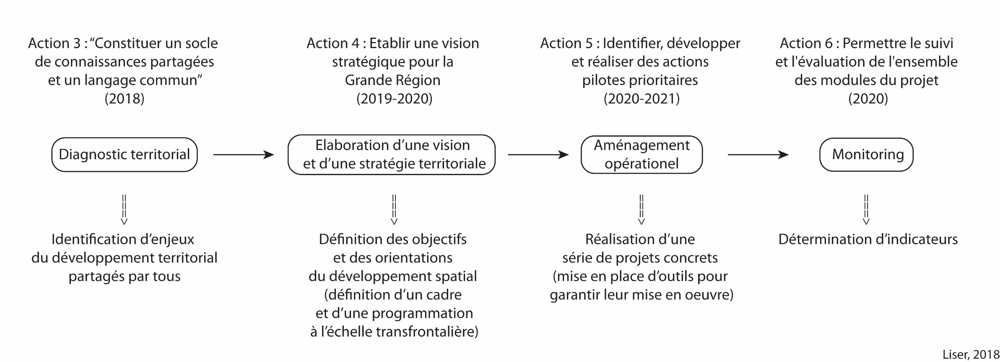 Action 3 : “Constituer un socle
de connaissances partagées
et un langage commun”
(2018)
Action 4 : Etablir une vision
stratégique pour la
Grande Région
(2019-2020)
Action 5 : Identifier, développer
et réaliser des actions
pilotes prioritaires
(2020-2021)
Action 6 : Permettre le suivi
et l'évaluation de l'ensemble
des modules du projet
(2020)
Diagnostic territorial
Elaboration d’une vision
et d’une stratégie territoriale
Aménagement
opérationel
Monitoring
Identification d’enjeux
du développement territorial
partagés par tous
Définition des objectifs
et des orientations
du développement spatial
(définition d’un cadre
et d’une programmation
à l’échelle transfrontalière)
Réalisation d’une
série de projets concrets
(mise en place d’outils pour
garantir leur mise en oeuvre)
Détermination d’indicateurs
Liser, 2018